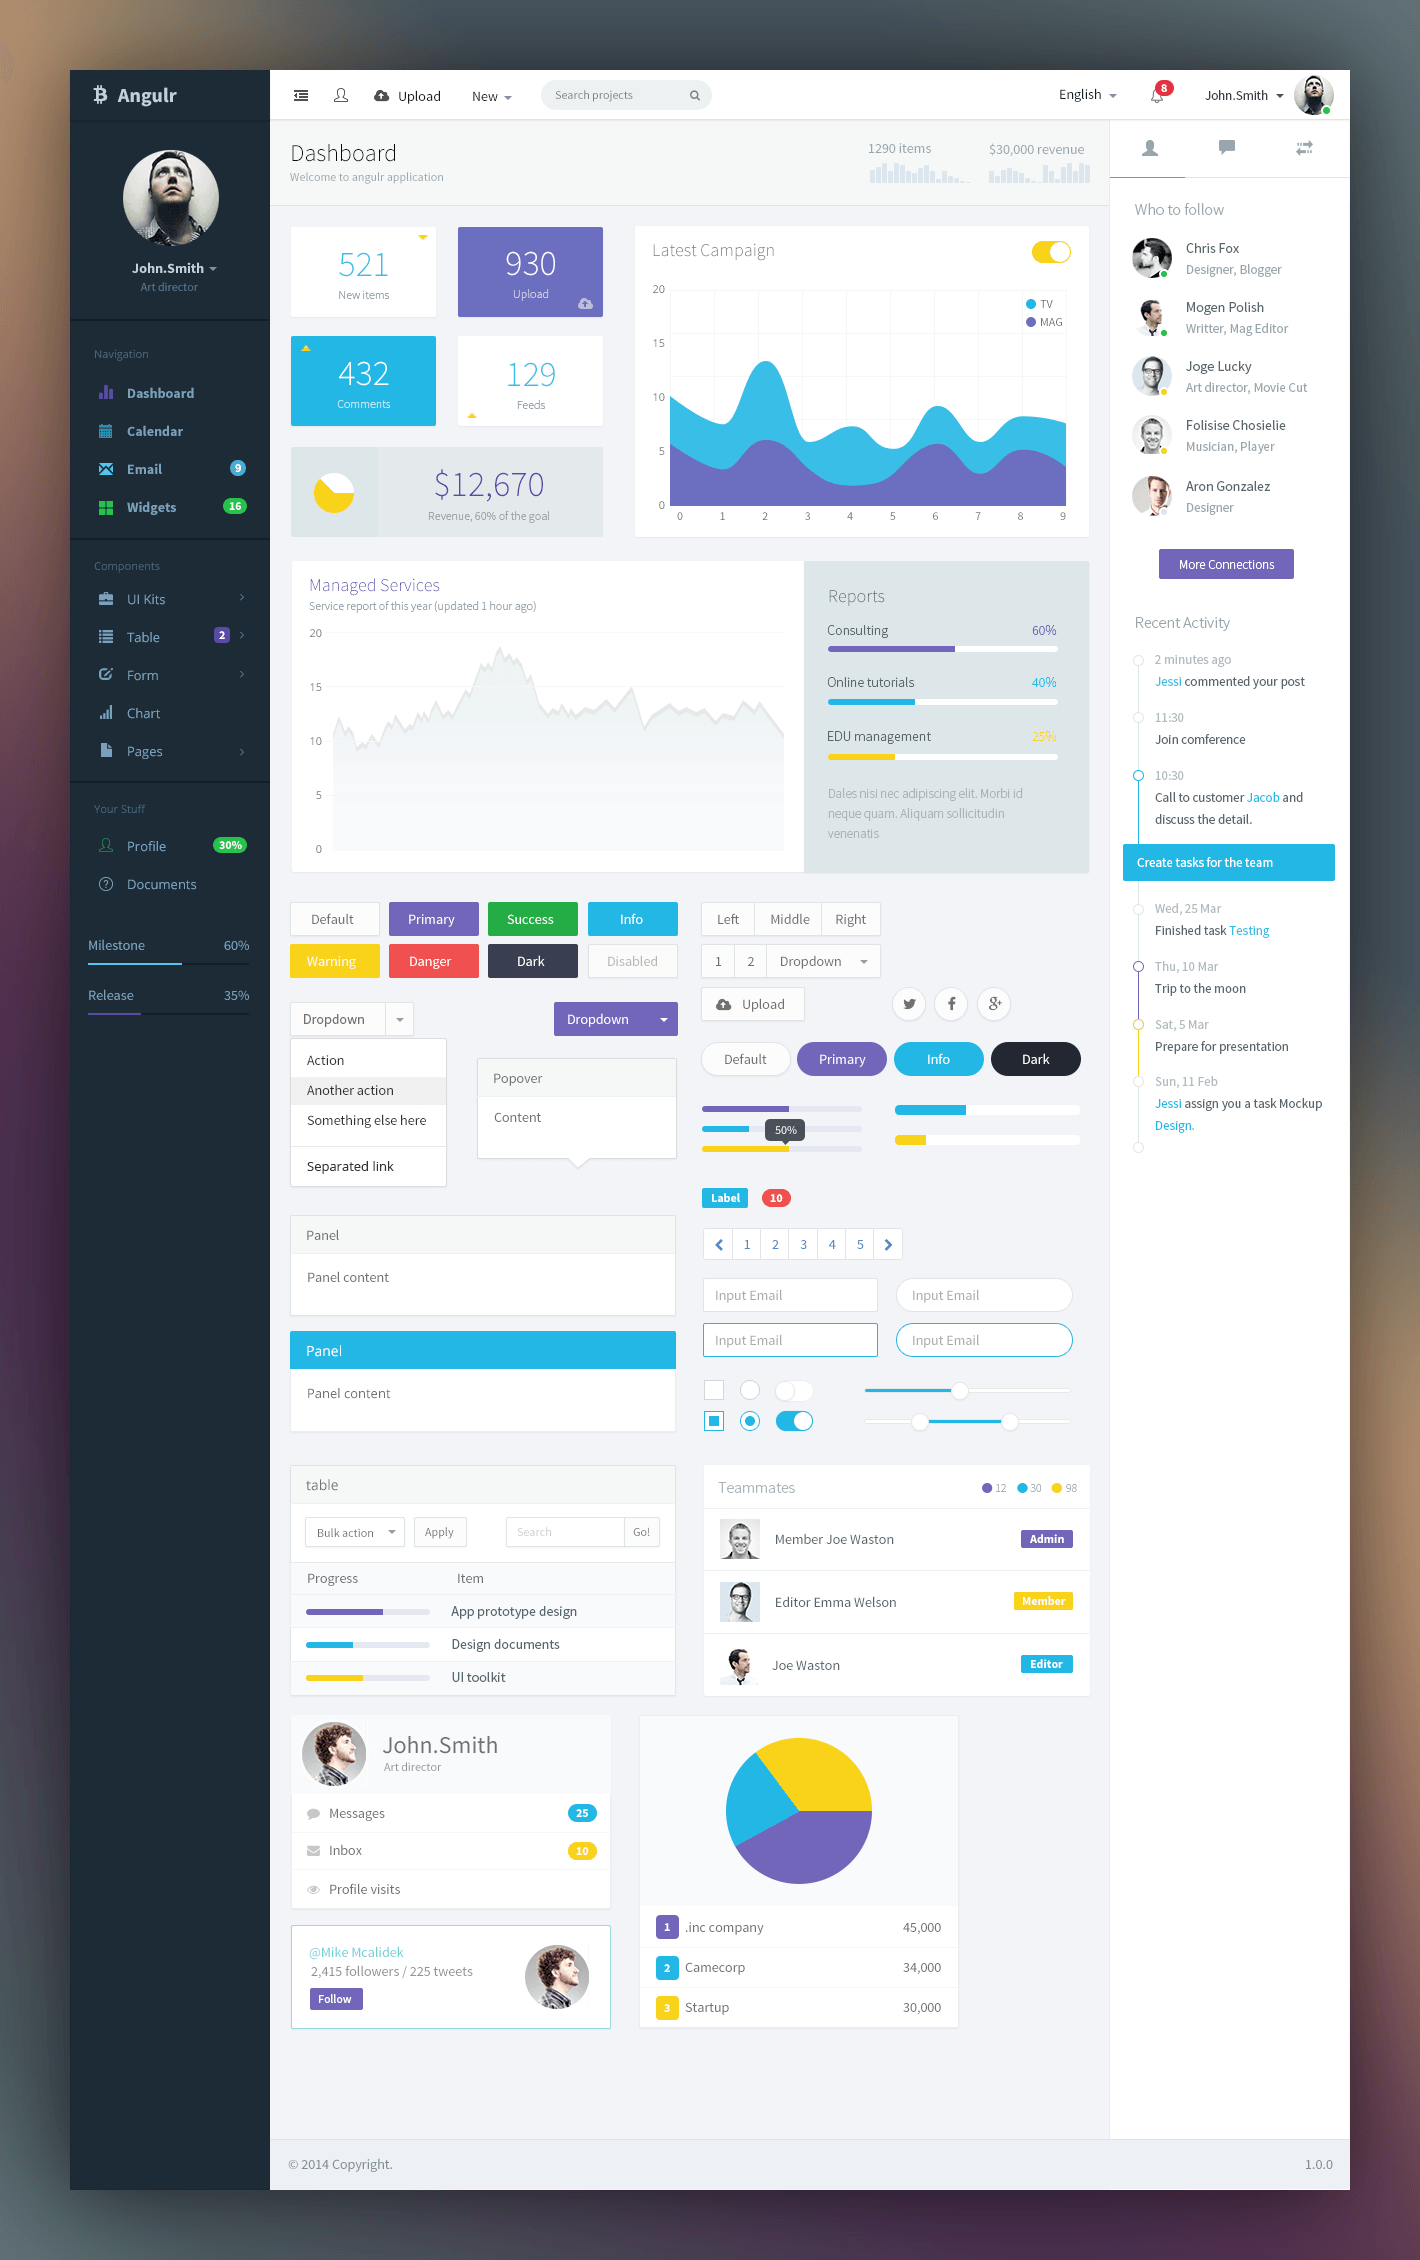 Angulr
Upload
New
Search projects
English
8
John.Smith
John.Smith
Art director
Navigation
Dashboard
Calendar
Email
9
Widgets
16
Components
UI Kits
Table
2
Form
Chart
Pages
Your Stuff
Profile
30%
Documents
Milestone
60%
Release
35%
Dashboard
Welcome to angulr application
1290 items
$30,000 revenue
521
New items
930
Upload
432
Comments
129
Feeds
$12,670
Revenue, 60% of the goal
Latest Campaign
TV
MAG
20
15
10
5
0
0 1 2 3 4 5 6 7 8 9
Managed Services
Service report of this year (updated 1 hour ago)
20
15
10
5
0
Reports
Consulting
60%
Online tutorials
40%
EDU management
25%
Dales nisi nec adipiscing elit. Morbi id
neque quam. Aliquam sollicitudin
venenatis
Default
Primary
Success
Info
Warning
Danger
Dark
Disabled
Dropdown
Dropdown
Action
Another action
Something else here
Separated link
Popover
Content
Left
Middle
Right
1
2
Dropdown
Upload
Default
Primary
Info
Dark
50%
Label
10
1 2 3 4 5
Panel
Panel content
Panel
Panel content
Input Email
Input Email
Input Email
Input Email
table
Bulk action
Apply
Search
Go!
Progress
Item
App prototype design
Design documents
UI toolkit
Teammates
12
30
98
Member Joe Waston
Admin
Editor Emma Welson
Member
Joe Waston
Editor
John.Smith
Art director
Messages
25
Inbox
10
Profile visits
@Mike Mcalidek
2,415 followers / 225 tweets
Follow
1 .inc company 45,000
2 Camecorp 34,000
3 Startup 30,000
Who to follow
Chris Fox
Designer, Blogger
Mogen Polish
Writter, Mag Editor
Joge Lucky
Art director, Movie Cut
Folisise Chosielie
Musician, Player
Aron Gonzalez
Designer
More Connections
Recent Activity
2 minutes ago
Jessi commented your post
11:30
Join comference
10:30
Call to customer Jacob and
discuss the detail.
Create tasks for the team
Wed, 25 Mar
Finished task Testing
Thu, 10 Mar
Trip to the moon
Sat, 5 Mar
Prepare for presentation
Sun, 11 Feb
Jessi assign you a task Mockup
Design.
© 2014 Copyright.
1.0.0